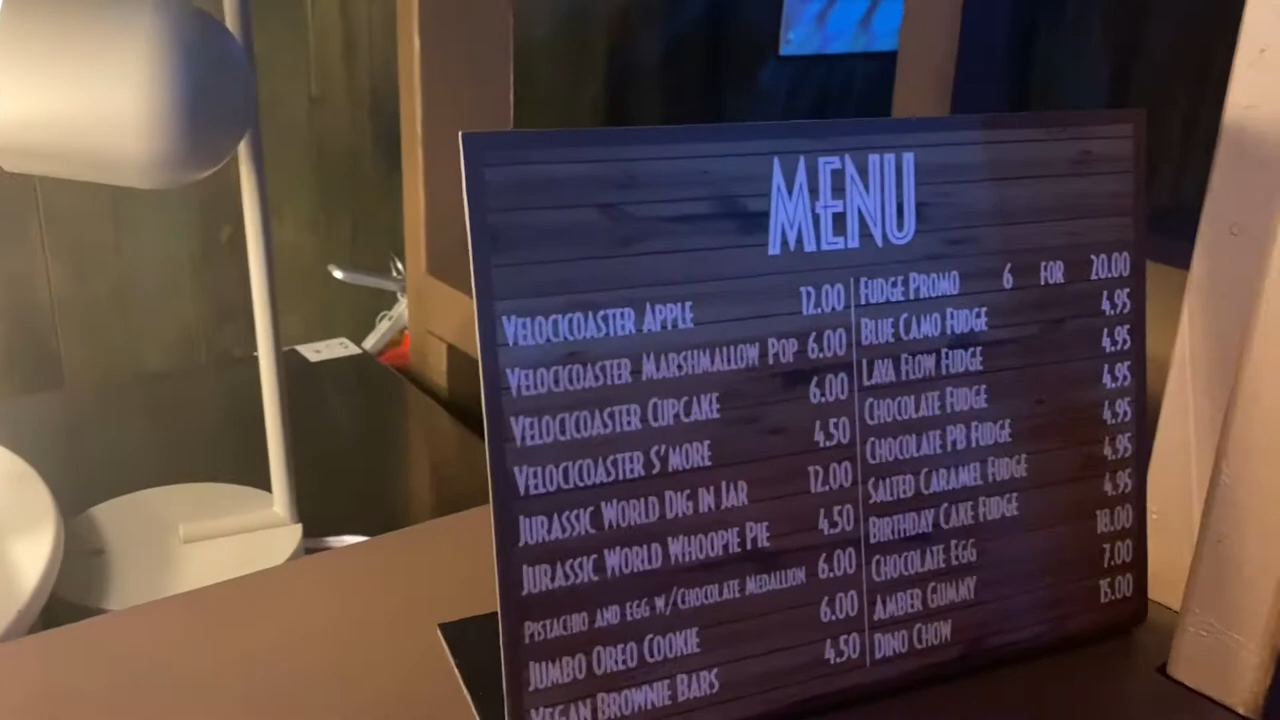 MENU
VELOCICOASTER APPLE 12.00
VELOCICOASTER MARSHMALLOW POP 6.00
VELOCICOASTER CUPCAKE 6.00
VELOCICOASTER S'MORE 4.50
JURASSIC WORLD DIG IN JAR 12.00
JURASSIC WORLD WHOOPIE PIE 4.50
PISTACHIO AND EGG W/CHOCOLATE MEDALLION 6.00
JUMBO OREO COOKIE 6.00
VEGAN BROWNIE BARS 4.50
FUDGE PROMO 6 FOR 20.00
BLUE CAMO FUDGE 4.95
LAVA FLOW FUDGE 4.95
CHOCOLATE FUDGE 4.95
CHOCOLATE PB FUDGE 4.95
SALTED CARAMEL FUDGE 4.95
BIRTHDAY CAKE FUDGE 4.95
CHOCOLATE EGG 18.00
AMBER GUMMY 7.00
DINO CHOW 15.00